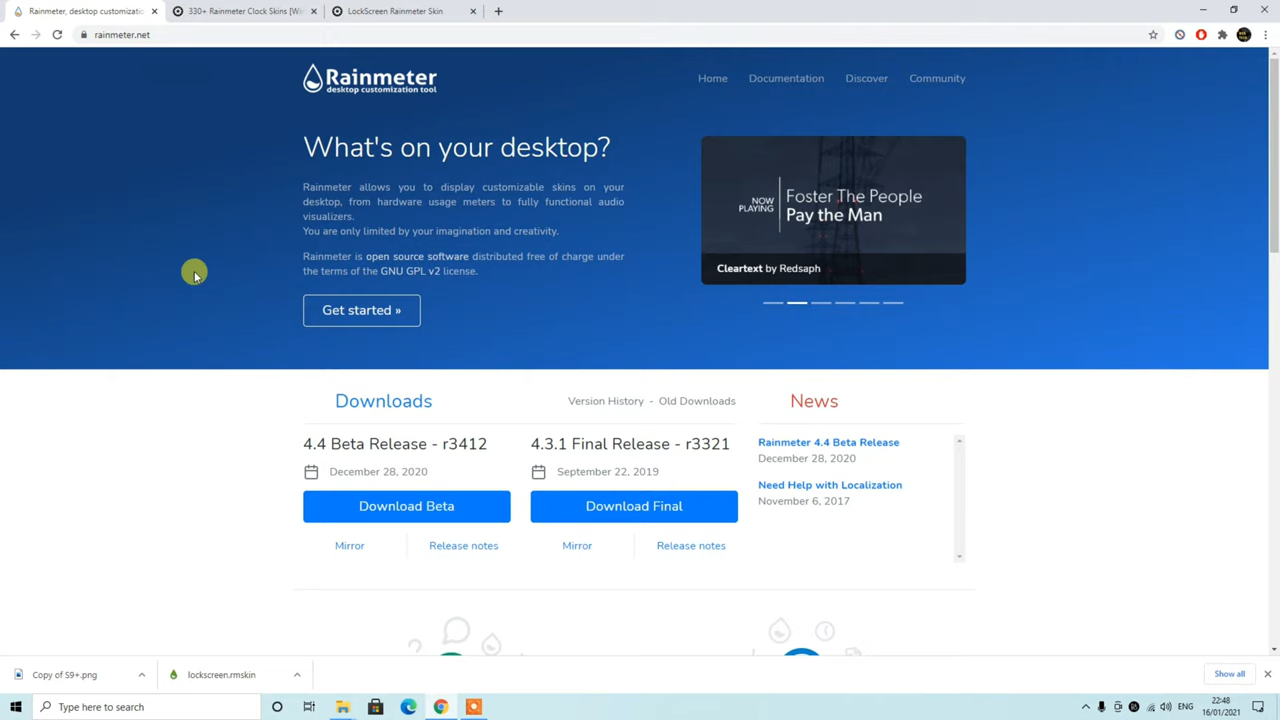 Rainmeter, desktop customizatio
330+ Rainmeter Clock Skins [Wi
LockScreen Rainmeter Skin
rainmeter.net
Rainmeter
desktop customization tool
Home
Documentation
Discover
Community
What's on your desktop?
Rainmeter allows you to display customizable skins on your
desktop, from hardware usage meters to fully functional audio
visualizers.
You are only limited by your imagination and creativity.
Rainmeter is open source software distributed free of charge under
the terms of the GNU GPL v2 license.
Get started »
NOW
PLAYING
Foster The People
Pay the Man
Cleartext by Redsaph
Downloads
Version History - Old Downloads
4.4 Beta Release - r3412
December 28, 2020
Download Beta
Mirror
Release notes
4.3.1 Final Release - r3321
September 22, 2019
Download Final
Mirror
Release notes
News
Rainmeter 4.4 Beta Release
December 28, 2020
Need Help with Localization
November 6, 2017
Copy of S9+.png
lockscreen.rmskin
Show all
Type here to search
ENG
22:48
16/01/2021